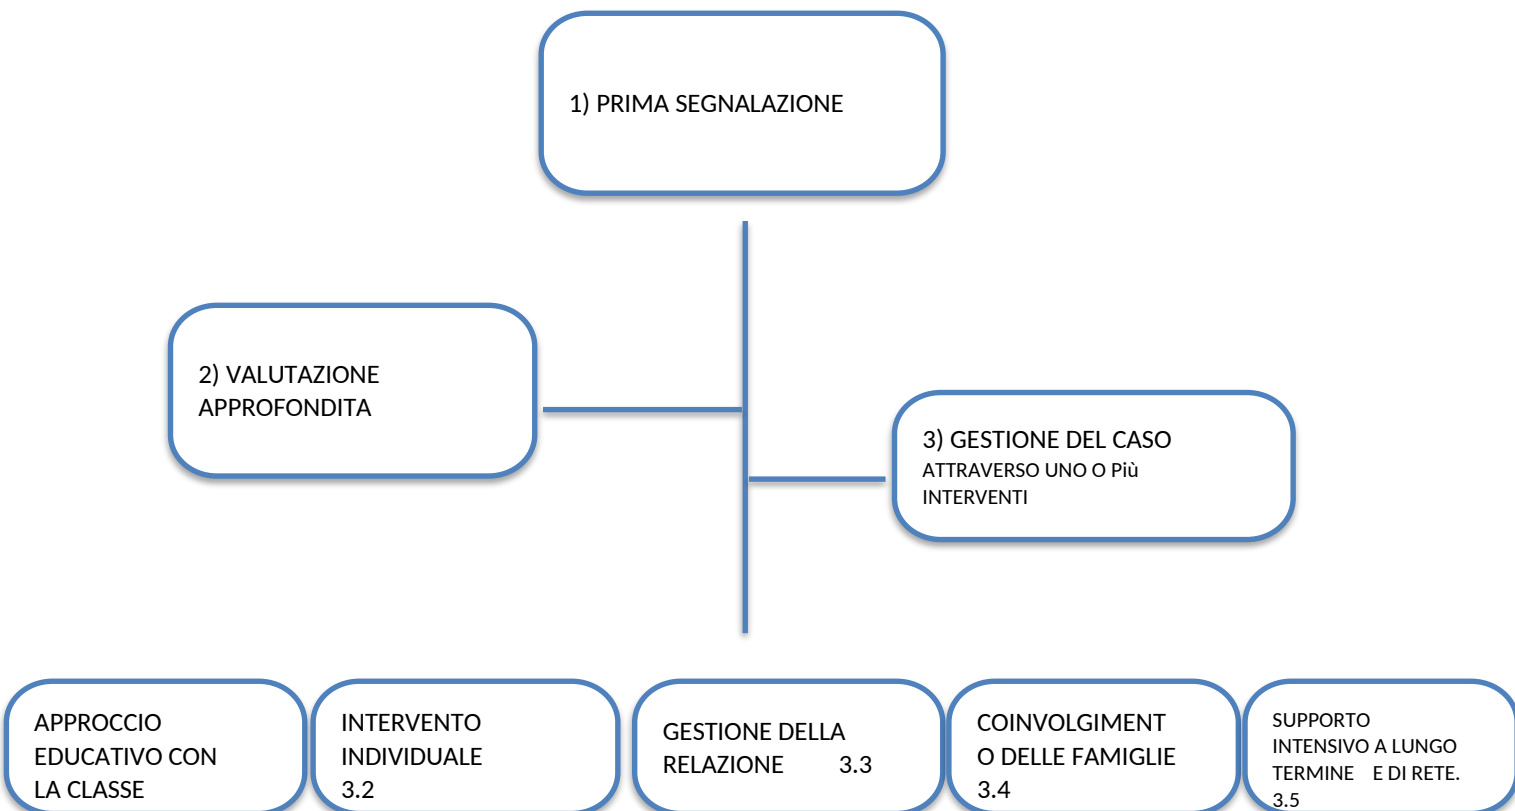 1) PRIMA SEGNALAZIONE
2) VALUTAZIONE
APPROFONDITA
3) GESTIONE DEL CASO
ATTRAVERSO UNO O Più
INTERVENTI
APPROCCIO
EDUCATIVO CON
LA CLASSE
INTERVENTO
INDIVIDUALE
3.2
GESTIONE DELLA
RELAZIONE 3.3
COINVOLGIMENT
O DELLE FAMIGLIE
3.4
SUPPORTO
INTENSIVO A LUNGO
TERMINE E DI RETE.
3.5